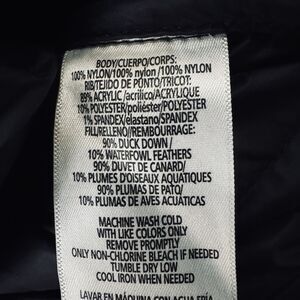 BODY/CUERPO/CORPS:
100% NYLON/100% nylon /100% NYLON
RIB/TEJIDO DE PUNTO/TRICOT:
89% ACRYLIC /acrílico/ACRYLIQUE
10% POLYESTER/poliéster/POLYESTER
1% SPANDEX/elastano/SPANDEX
FILL/RELLENO//REMBOURRAGE:
90% DUCK DOWN /
10% WATERFOWL FEATHERS
90% DUVET DE CANARD/
10% PLUMES D'OISEAUX AQUATIQUES
90% PLUMAS DE PATO/
10% PLUMAS DE AVES ACUATICAS
MACHINE WASH COLD
WITH LIKE COLORS ONLY
REMOVE PROMPTLY
ONLY NON-CHLORINE BLEACH IF NEEDED
TUMBLE DRY LOW
COOL IRON WHEN NEEDED
LAVAR EN MÁQUINA CON AGUA FRÍA